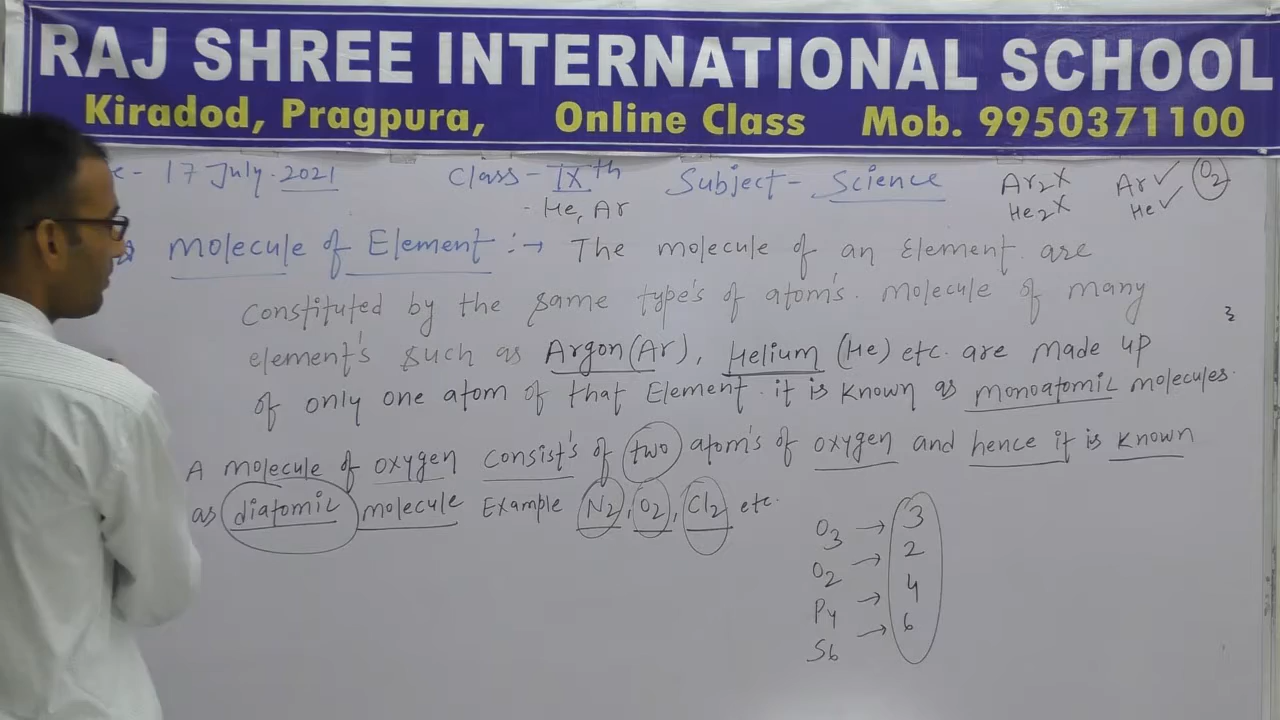 RAJ SHREE INTERNATIONAL SCHOOL
Kiradod, Pragpura, Online Class Mob. 9950371100
17 July. 2021 Class - IXth Subject - Science
Ar2 X Ar ✓ O2
He2 X He ✓
- He, Ar
Molecule of Element :→ The molecule of an Element are
constituted by the same type's of atom's. molecule of many
element's such as Argon (Ar), Helium (He) etc. are made up
of only one atom of that Element. it is known as monoatomic molecules.
A molecule of oxygen consist's of two atom's of oxygen and hence it is known
as diatomic molecule Example N2, O2, Cl2 etc.
O3 → 3
O2 → 2
P4 → 4
S6 → 6